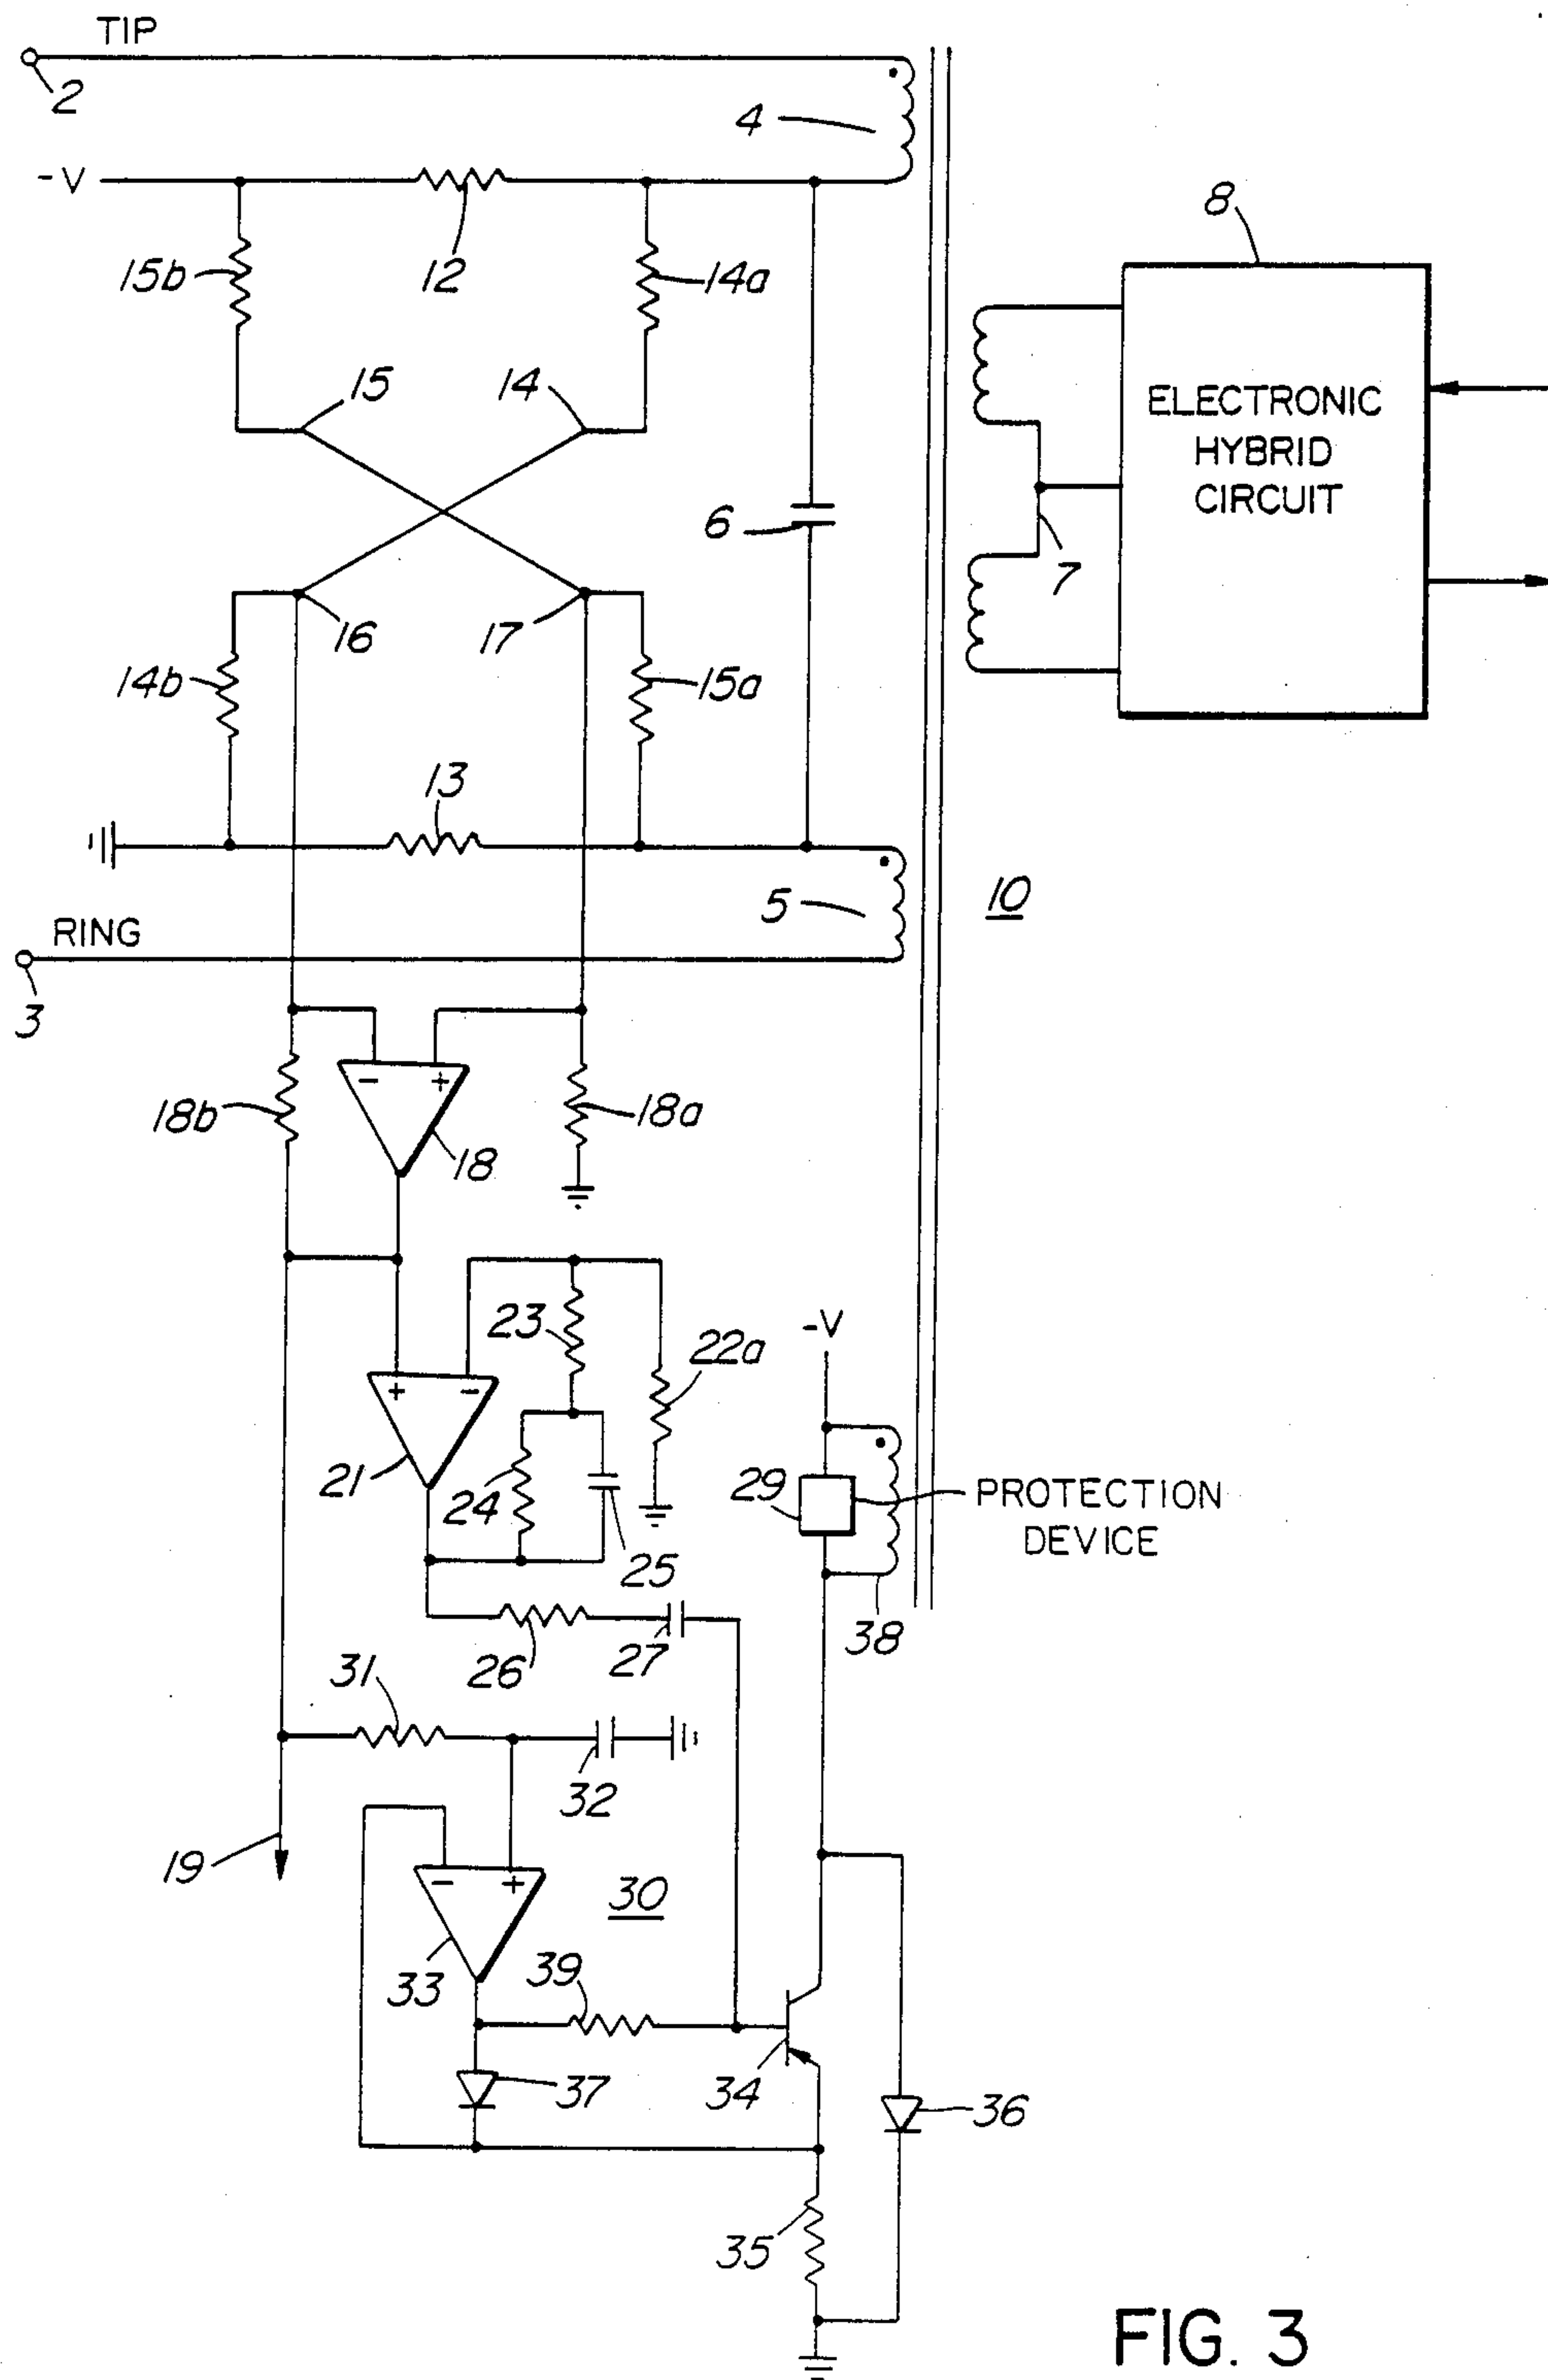 TIP
2
4
-V
8
15b
12
14a
15
14
ELECTRONIC
HYBRID
CIRCUIT
6
7
16
17
14b
15a
13
10
5
RING
3
- +
18b
18a
18
23
-V
22a
+ -
21
24
29
PROTECTION
DEVICE
25
38
26
27
31
32
19
- +
30
33
39
37
34
36
35
FIG. 3